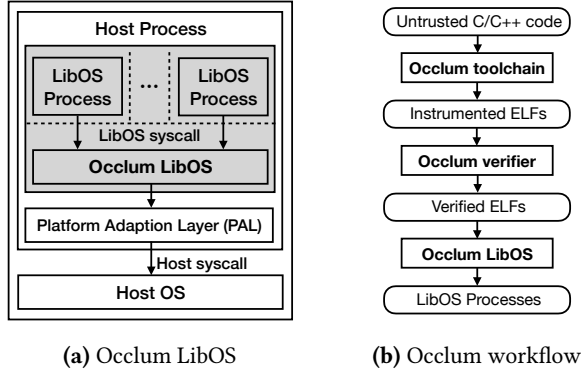 Host Process
LibOS
Process
...
LibOS
Process
LibOS syscall
Occlum LibOS
Platform Adaption Layer (PAL)
Host syscall
Host OS
(a) Occlum LibOS
Untrusted C/C++ code
Occlum toolchain
Instrumented ELFs
Occlum verifier
Verified ELFs
Occlum LibOS
LibOS Processes
(b) Occlum workflow